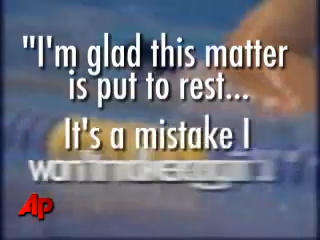 "I'm glad this matter
is put to rest...
It's a mistake I
AP